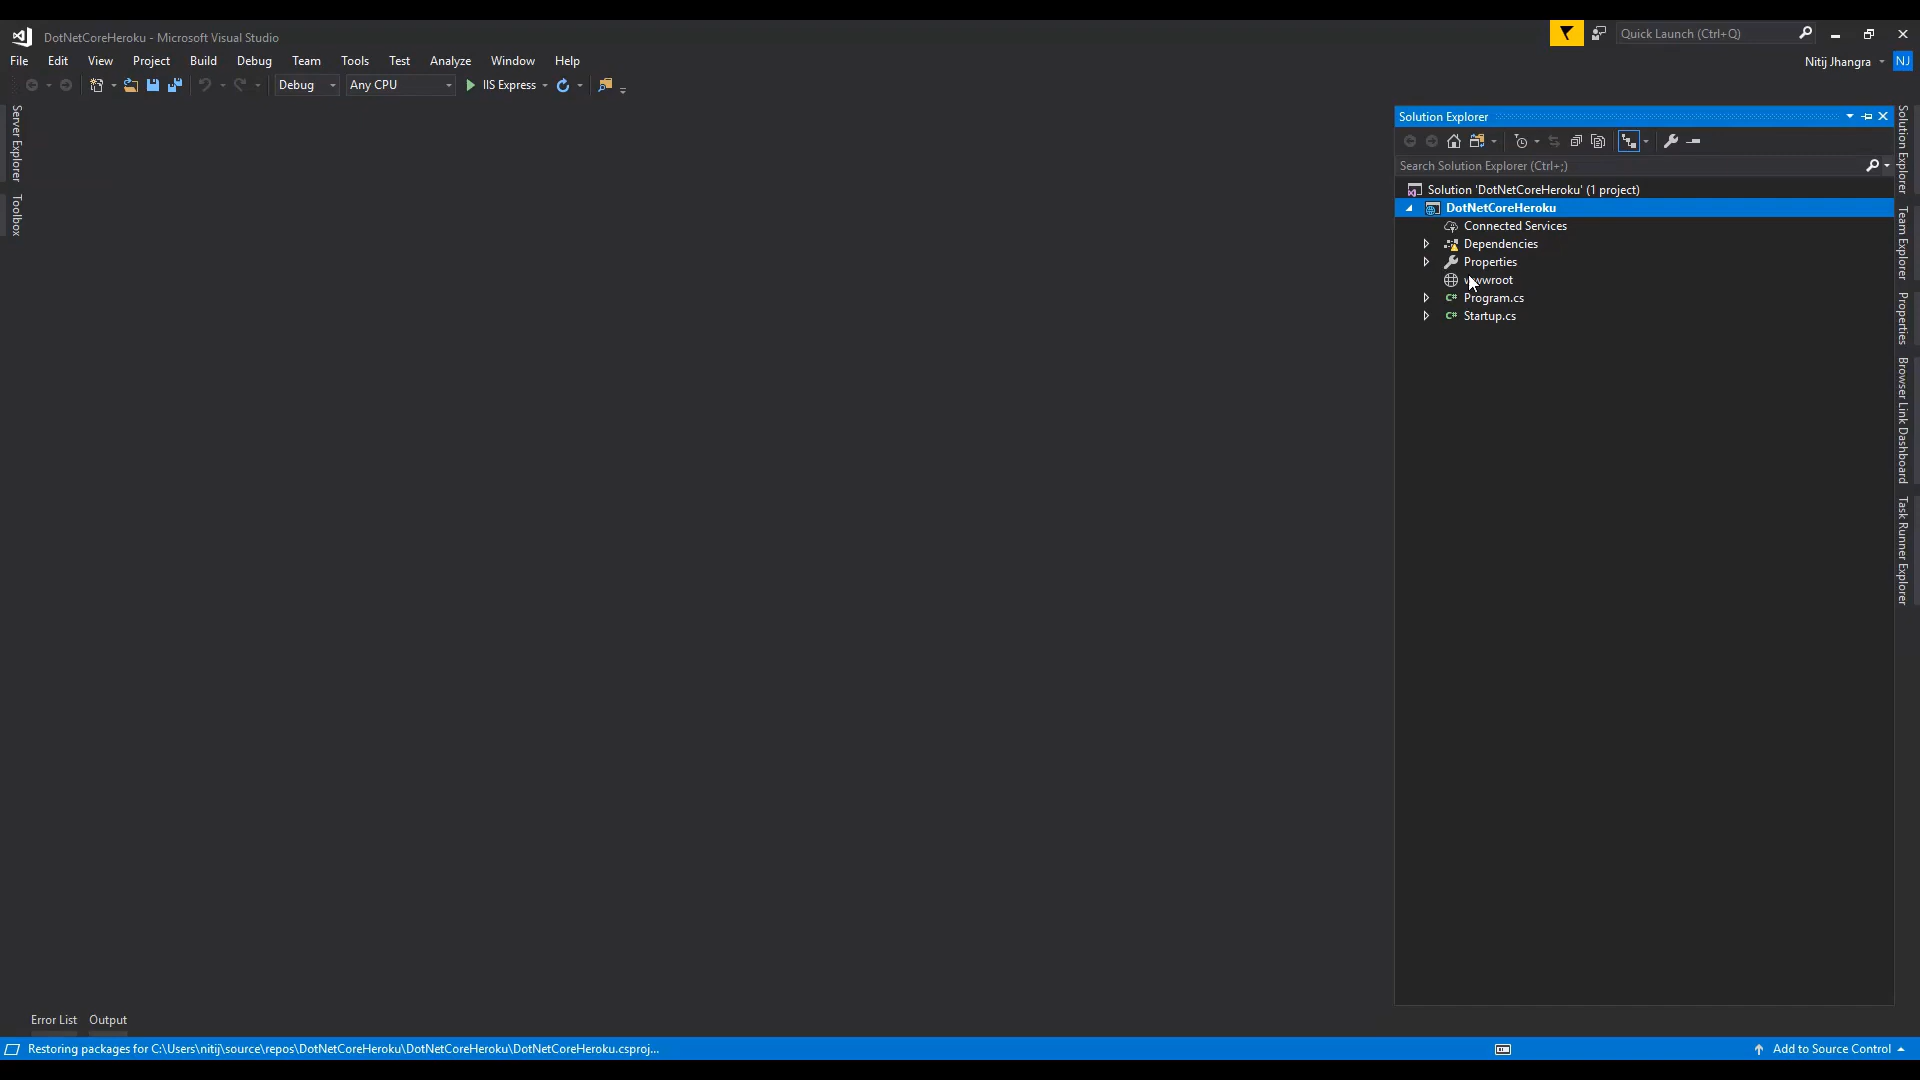 DotNetCoreHeroku - Microsoft Visual Studio
Quick Launch (Ctrl+Q)
File Edit View Project Build Debug Team Tools Test Analyze Window Help
Nitij Jhangra NJ
Debug Any CPU IIS Express
Server Explorer
Toolbox
Solution Explorer
Search Solution Explorer (Ctrl+;)
Solution 'DotNetCoreHeroku' (1 project)
DotNetCoreHeroku
Connected Services
Dependencies
Properties
wwwroot
C# Program.cs
C# Startup.cs
Solution Explorer
Team Explorer
Properties
Browser Link Dashboard
Task Runner Explorer
Error List Output
Restoring packages for C:\Users\nitij\source\repos\DotNetCoreHeroku\DotNetCoreHeroku\DotNetCoreHeroku.csproj...
Add to Source Control